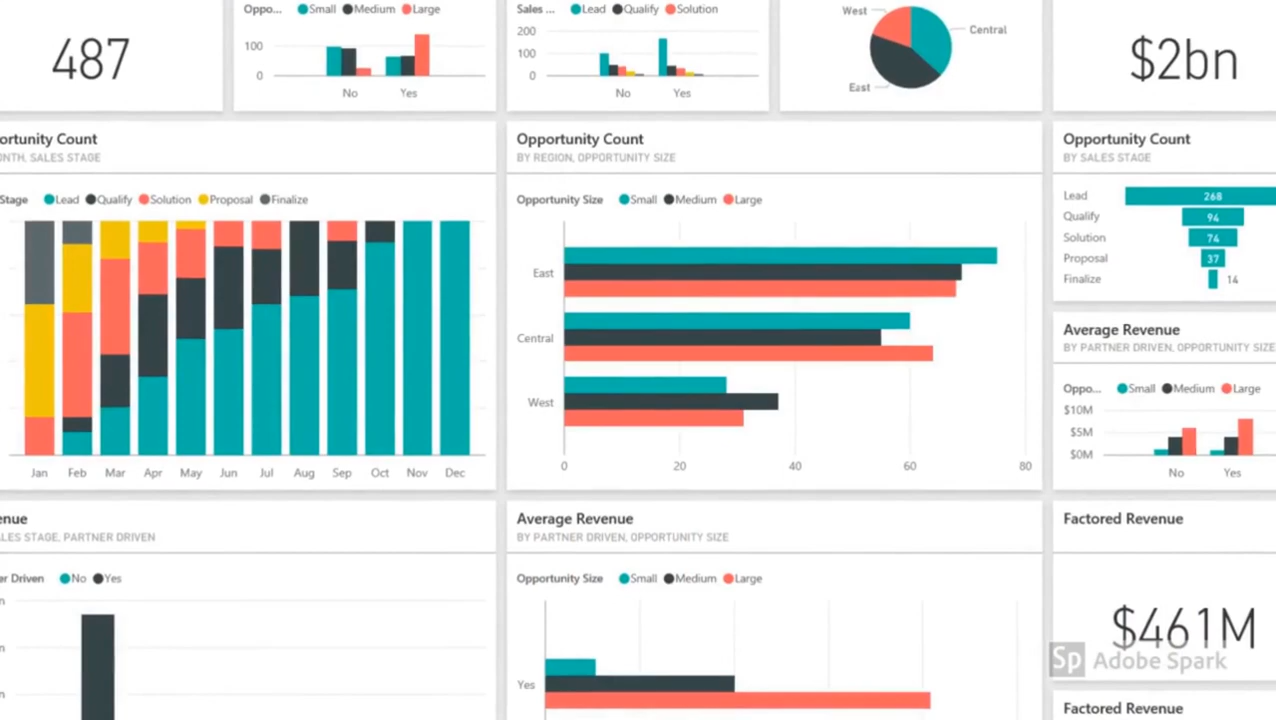 487
Oppo... Small Medium Large
100
0
No Yes
Sales ... Lead Qualify Solution
200
100
0
No Yes
West
Central
East
$2bn
ortunity Count
ONTH, SALES STAGE
Stage Lead Qualify Solution Proposal Finalize
Jan Feb Mar Apr May Jun Jul Aug Sep Oct Nov Dec
Opportunity Count
BY REGION, OPPORTUNITY SIZE
Opportunity Size Small Medium Large
East
Central
West
0 20 40 60 80
Opportunity Count
BY SALES STAGE
Lead 268
Qualify 94
Solution 74
Proposal 37
Finalize 14
Average Revenue
BY PARTNER DRIVEN, OPPORTUNITY SIZE
Oppo... Small Medium Large
$10M
$5M
$0M
No Yes
enue
LES STAGE, PARTNER DRIVEN
er Driven No Yes
n
n
n
Average Revenue
BY PARTNER DRIVEN, OPPORTUNITY SIZE
Opportunity Size Small Medium Large
Yes
Factored Revenue
$461M
Sp Adobe Spark
Factored Revenue